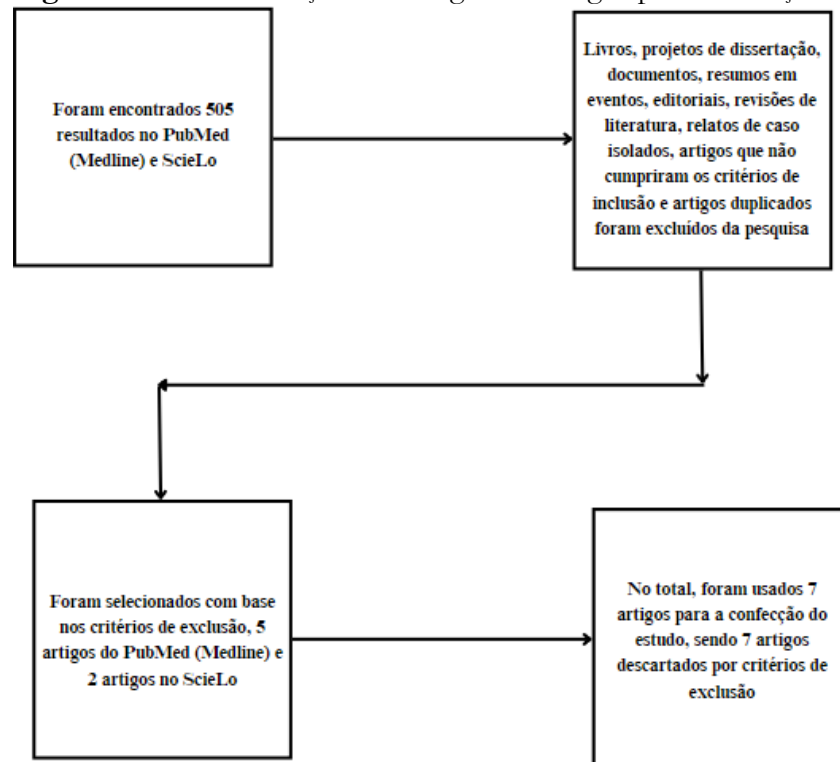 Foram encontrados 505
resultados no PubMed
(Medline) e ScieLo
Livros, projetos de dissertação,
documentos, resumos em
eventos, editoriais, revisões de
literatura, relatos de caso
isolados, artigos que não
cumpriram os critérios de
inclusão e artigos duplicados
foram excluídos da pesquisa
Foram selecionados com base
nos critérios de exclusão, 5
artigos do PubMed (Medline) e
2 artigos no ScieLo
No total, foram usados 7
artigos para a confecção do
estudo, sendo 7 artigos
descartados por critérios de
exclusão